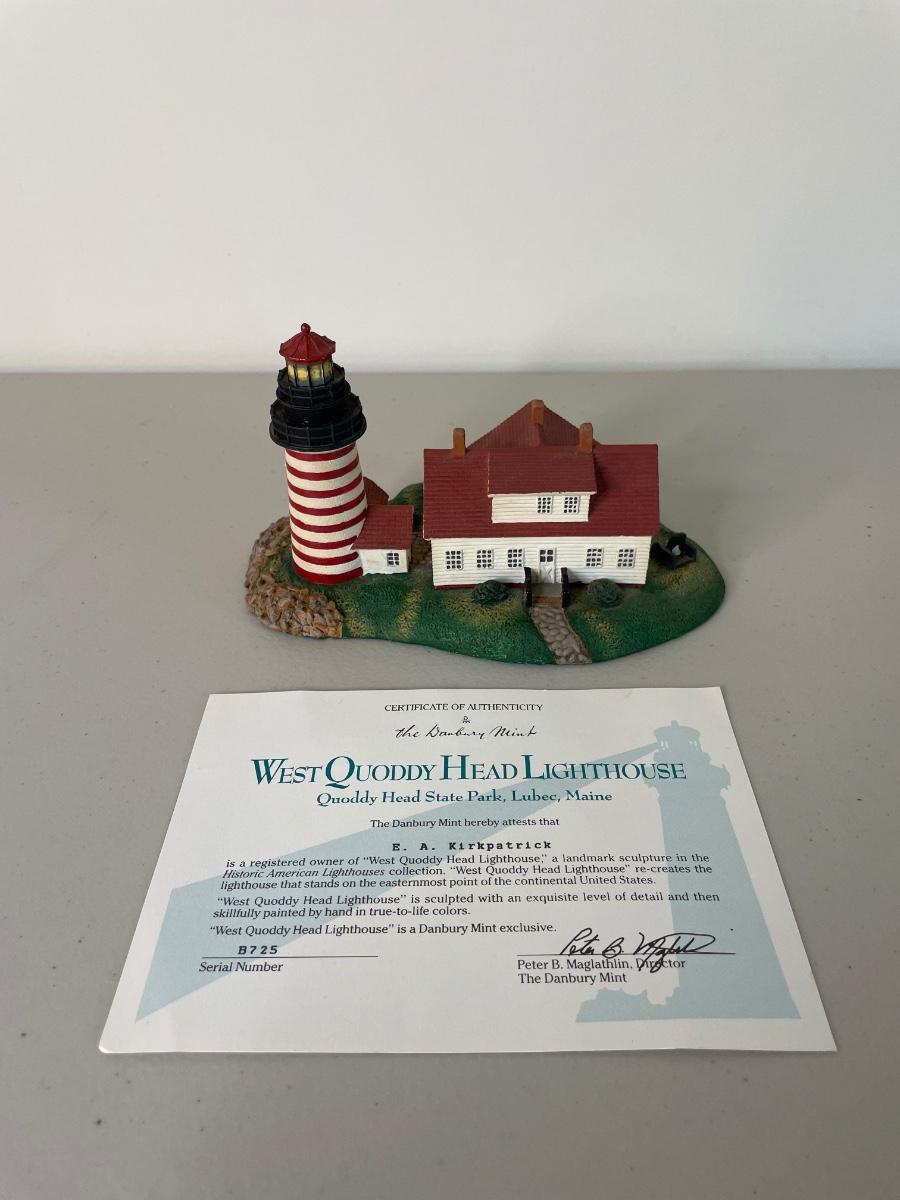 CERTIFICATE OF AUTHENTICITY
&
the Danbury Mint
WEST QUODDY HEAD LIGHTHOUSE
Quoddy Head State Park, Lubec, Maine
The Danbury Mint hereby attests that
E. A. Kirkpatrick
is a registered owner of "West Quoddy Head Lighthouse," a landmark sculpture in the
Historic American Lighthouses collection. "West Quoddy Head Lighthouse" re-creates the
lighthouse that stands on the easternmost point of the continental United States.
"West Quoddy Head Lighthouse" is sculpted with an exquisite level of detail and then
skillfully painted by hand in true-to-life colors.
"West Quoddy Head Lighthouse" is a Danbury Mint exclusive.
B725
Serial Number
Peter B. Maglathlin
Peter B. Maglathlin, Director
The Danbury Mint